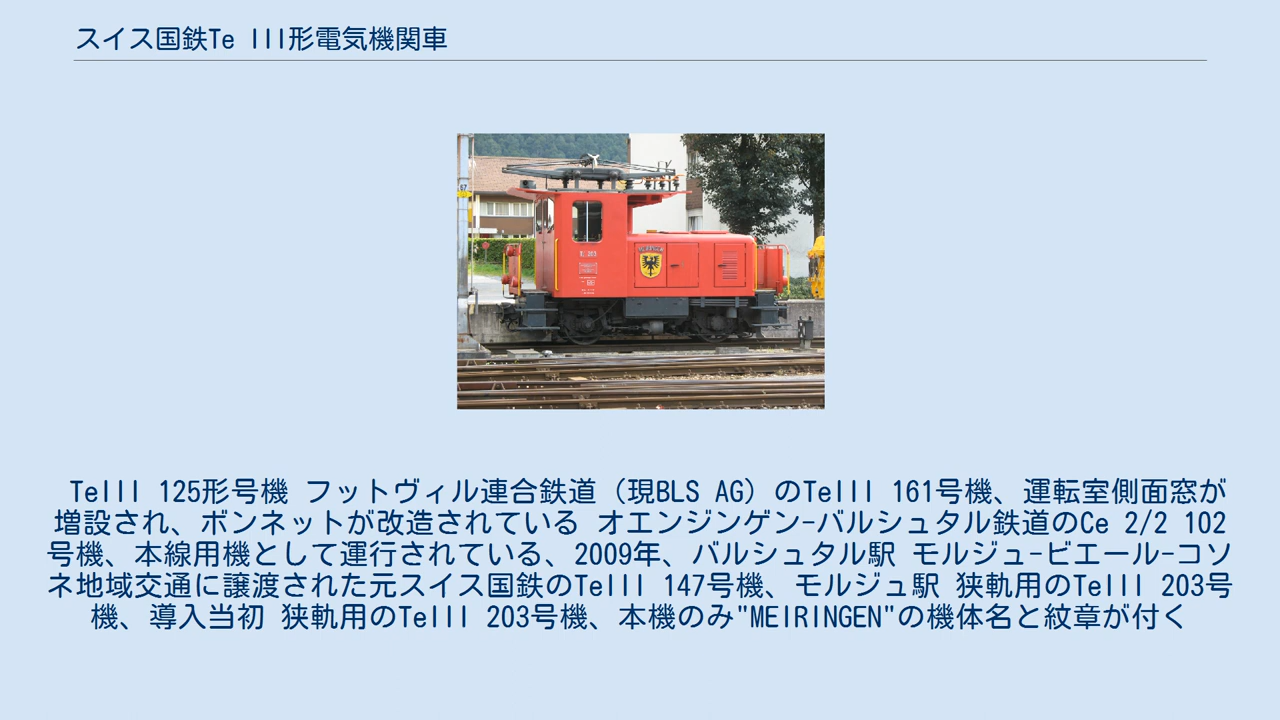 スイス国鉄Te III形電気機関車
67
TeIII 125形号機 フットヴィル連合鉄道（現BLS AG）のTeIII 161号機、運転室側面窓が
増設され、ボンネットが改造されている オエンジンゲン-バルシュタル鉄道のCe 2/2 102
号機、本線用機として運行されている、2009年、バルシュタル駅 モルジュ-ビエール-コソ
ネ地域交通に譲渡された元スイス国鉄のTeIII 147号機、モルジュ駅 狭軌用のTeIII 203号
機、導入当初 狭軌用のTeIII 203号機、本機のみ"MEIRINGEN"の機体名と紋章が付く